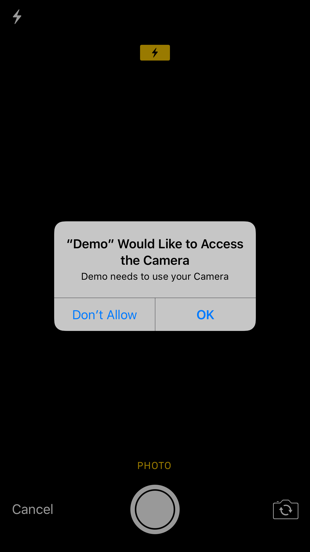 “Demo” Would Like to Access
the Camera
Demo needs to use your Camera
Don’t Allow
OK
PHOTO
Cancel